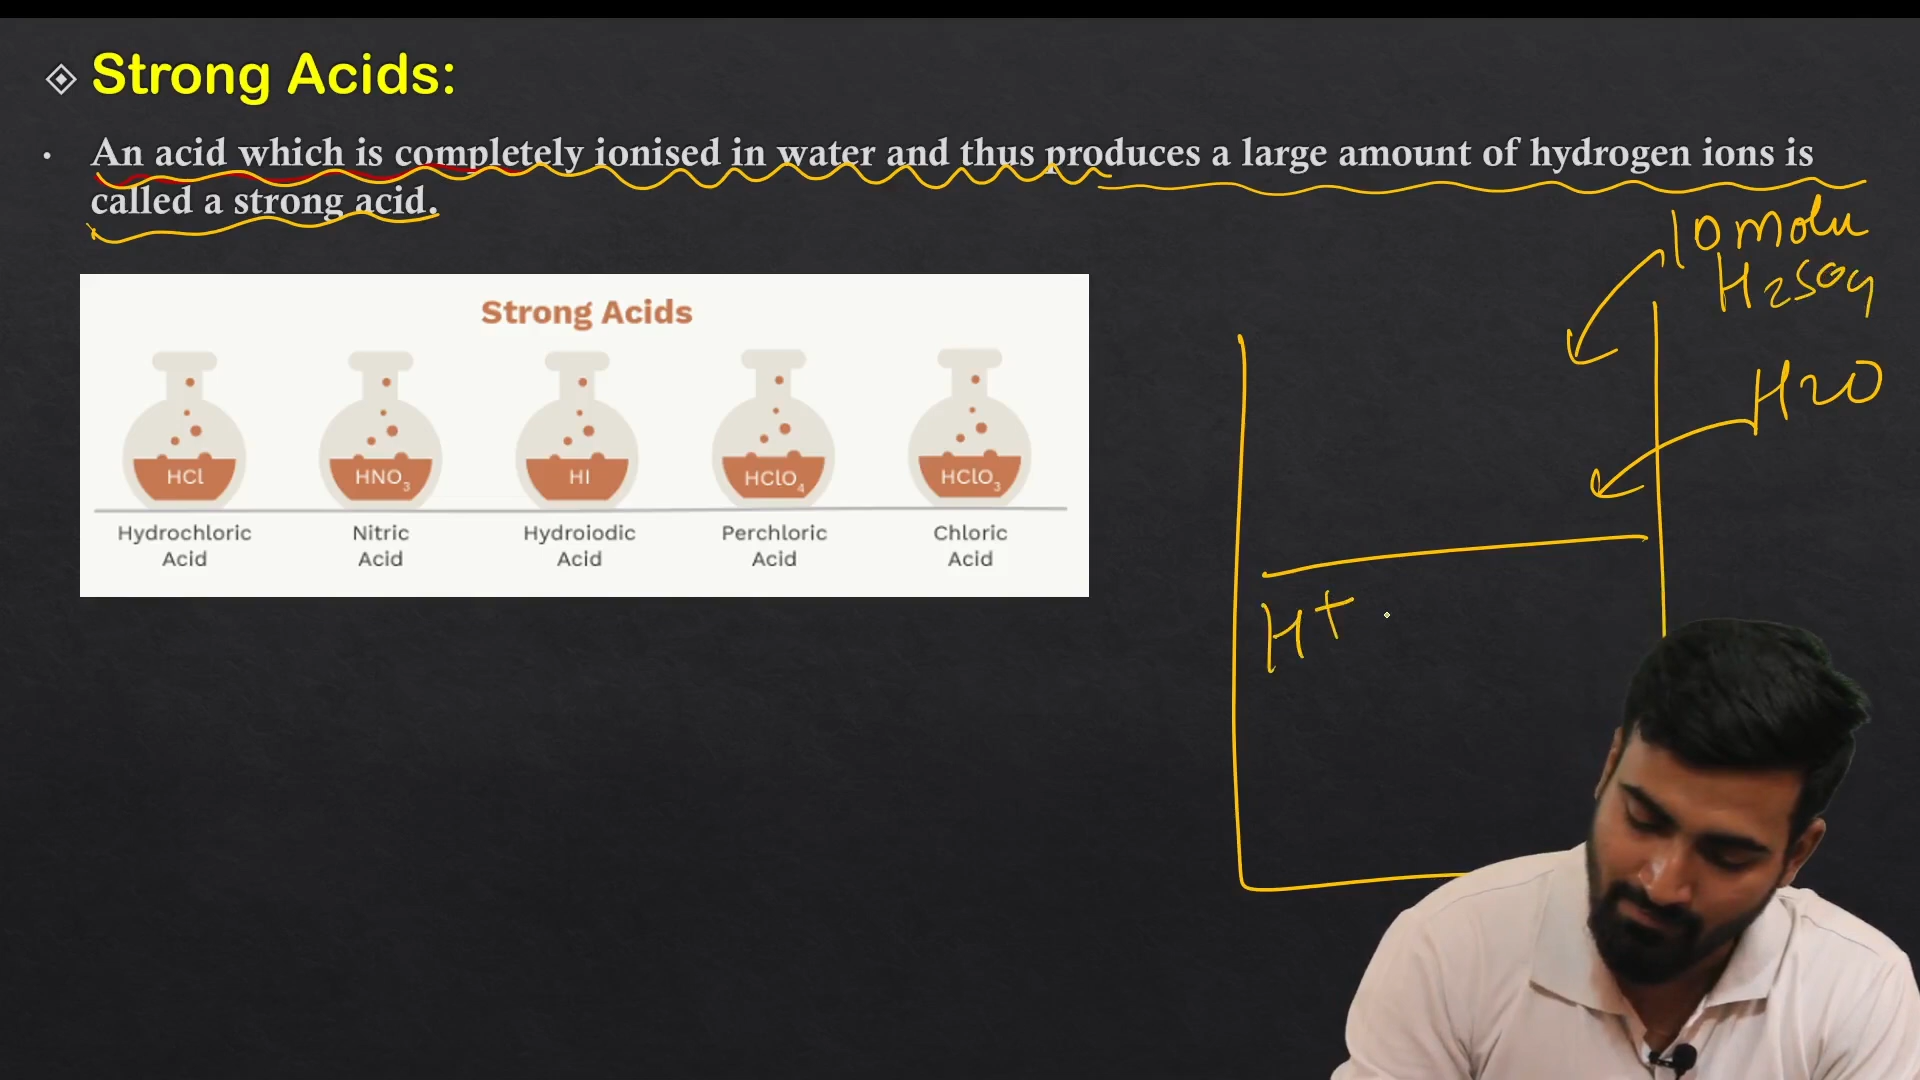 Strong Acids:
An acid which is completely ionised in water and thus produces a large amount of hydrogen ions is
called a strong acid.
10 molu
H2SO4
H2O
H+
Strong Acids
HCl
HNO₃
HI
HClO₄
HClO₃
Hydrochloric
Acid
Nitric
Acid
Hydroiodic
Acid
Perchloric
Acid
Chloric
Acid